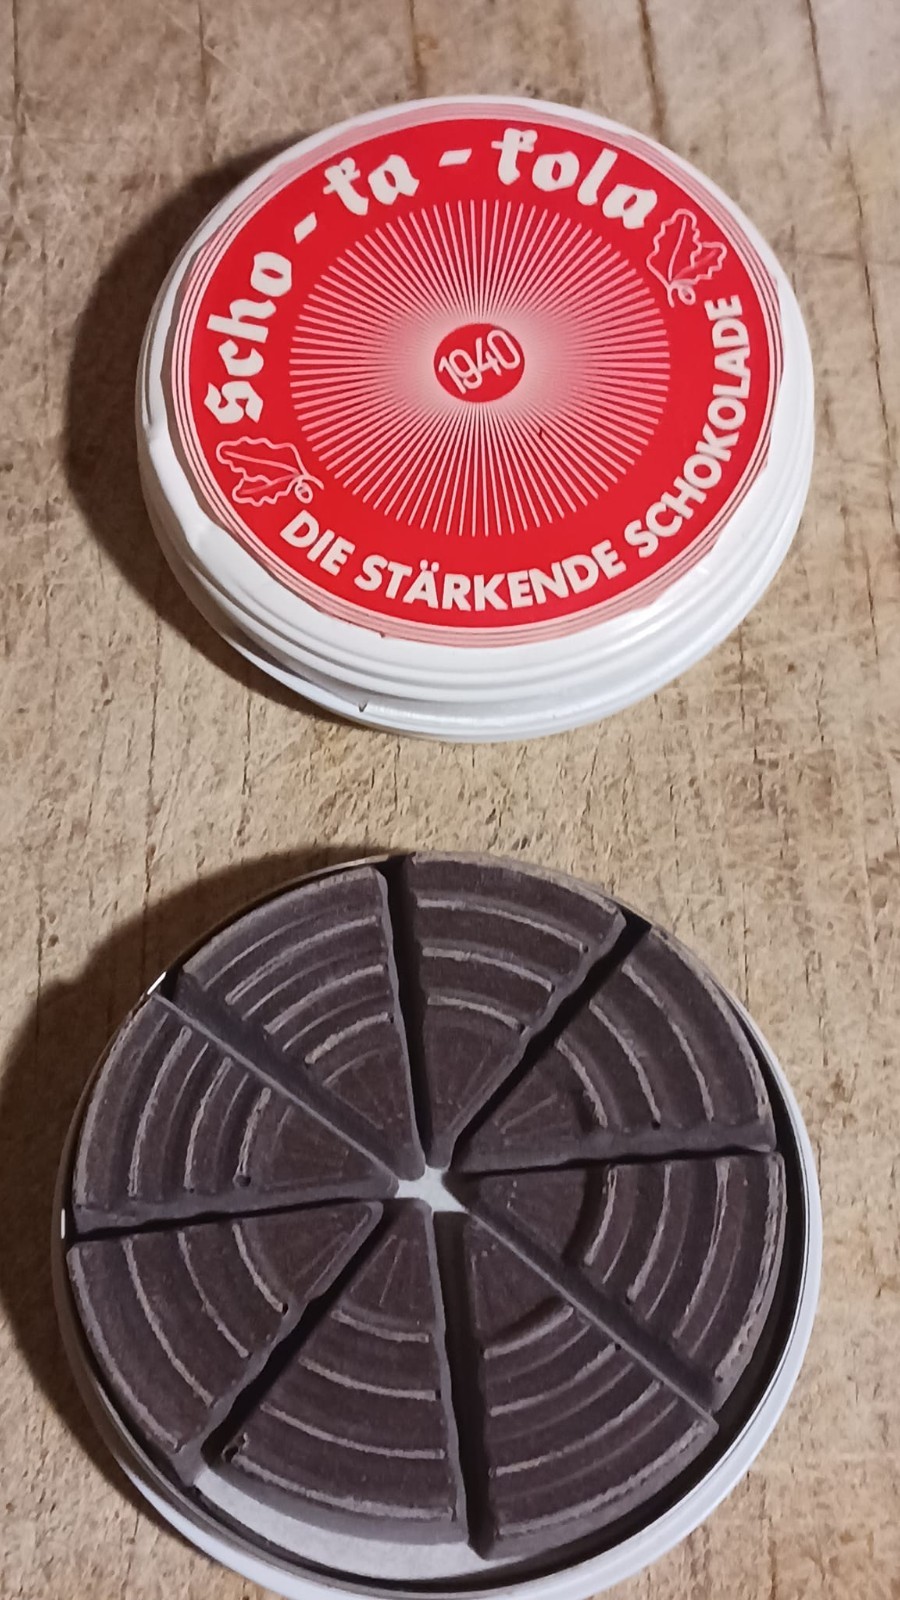 Scho-ka-kola
1940
DIE STÄRKENDE SCHOKOLADE